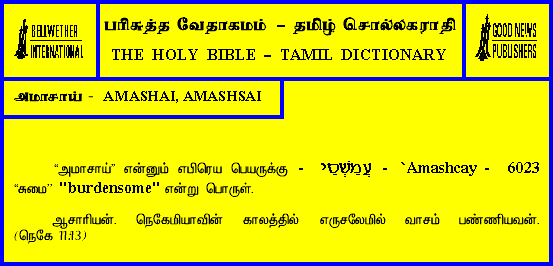 BELLWETHER
INTERNATIONAL
பரிசுத்த வேதாகமம் – தமிழ் சொல்லகராதி
THE HOLY BIBLE – TAMIL DICTIONARY
GOOD NEWS
PUBLISHERS
அமாசாய் - AMASHAI, AMASHSAI
“அமாசாய்” என்னும் எபிரெய பெயருக்கு - עֲמַשְׁסַי - `Amashcay - 6023
“சுமை” "burdensome" என்று பொருள்.
ஆசாரியன். நெகேமியாவின் காலத்தில் எருசலேமில் வாசம் பண்ணியவன்.
(நெகே 11:13)